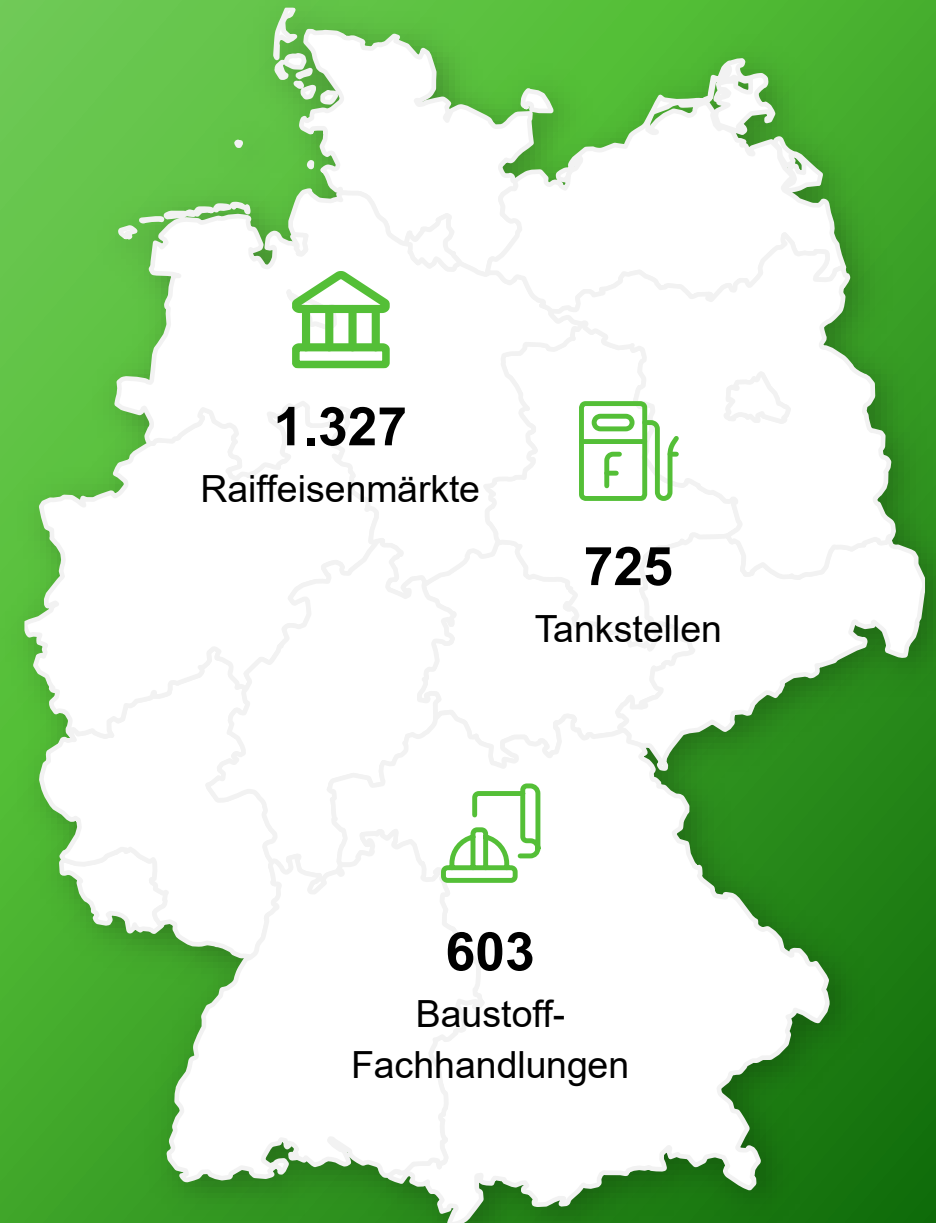 1.327
Raiffeisenmärkte
F
725
Tankstellen
603
Baustoff-
Fachhandlungen